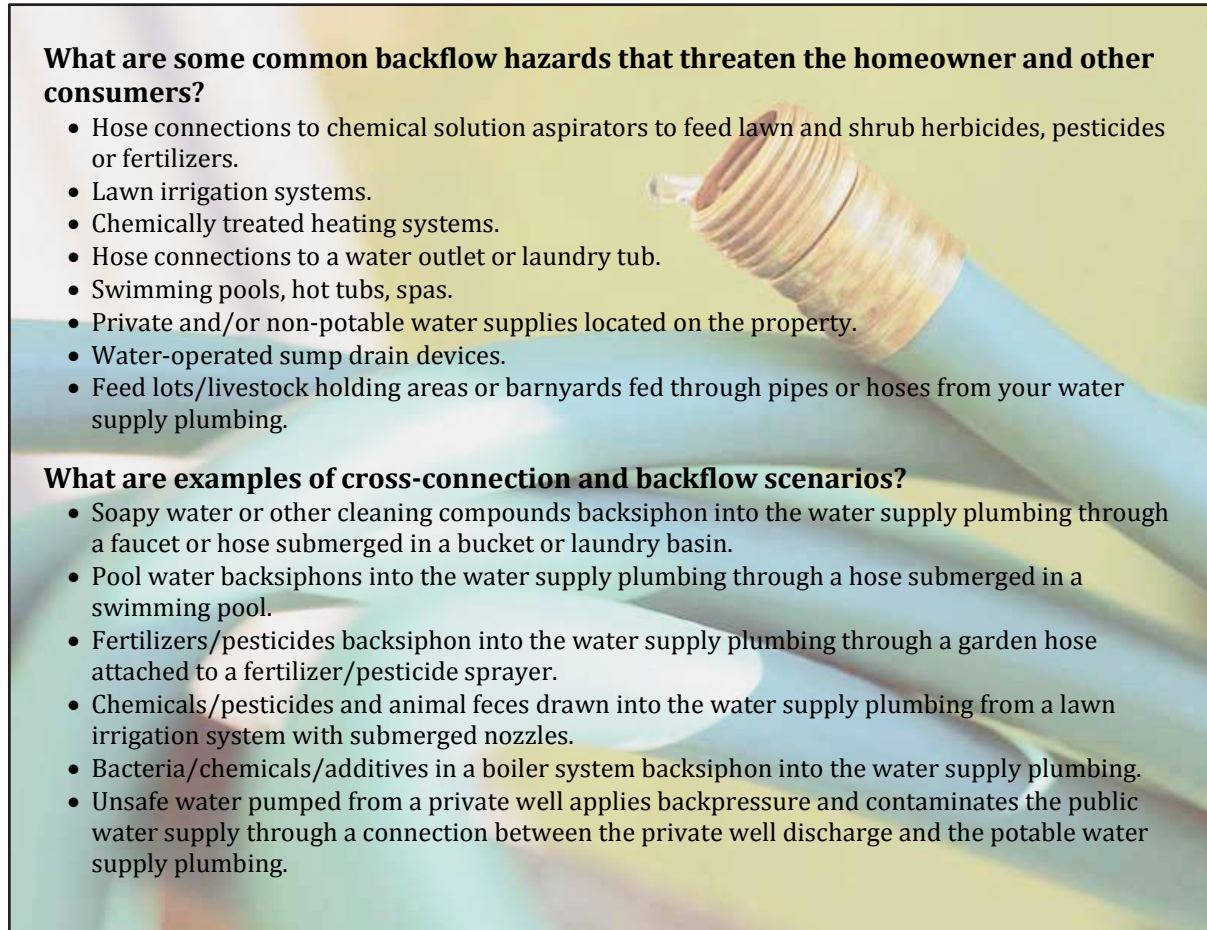 What are some common backflow hazards that threaten the homeowner and other
consumers?
• Hose connections to chemical solution aspirators to feed lawn and shrub herbicides, pesticides
or fertilizers.
• Lawn irrigation systems.
• Chemically treated heating systems.
• Hose connections to a water outlet or laundry tub.
• Swimming pools, hot tubs, spas.
• Private and/or non-potable water supplies located on the property.
• Water-operated sump drain devices.
• Feed lots/livestock holding areas or barnyards fed through pipes or hoses from your water
supply plumbing.
What are examples of cross-connection and backflow scenarios?
• Soapy water or other cleaning compounds backsiphon into the water supply plumbing through
a faucet or hose submerged in a bucket or laundry basin.
• Pool water backsiphons into the water supply plumbing through a hose submerged in a
swimming pool.
• Fertilizers/pesticides backsiphon into the water supply plumbing through a garden hose
attached to a fertilizer/pesticide sprayer.
• Chemicals/pesticides and animal feces drawn into the water supply plumbing from a lawn
irrigation system with submerged nozzles.
• Bacteria/chemicals/additives in a boiler system backsiphon into the water supply plumbing.
• Unsafe water pumped from a private well applies backpressure and contaminates the public
water supply through a connection between the private well discharge and the potable water
supply plumbing.